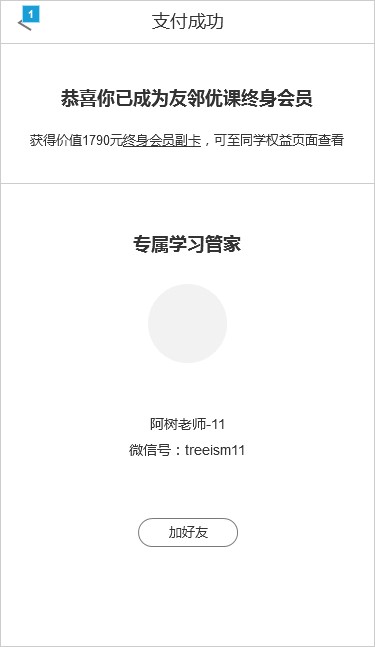 1
支付成功
恭喜你已成为友邻优课终身会员
获得价值1790元终身会员副卡，可至同学权益页面查看
专属学习管家
阿树老师-11
微信号：treeism11
加好友